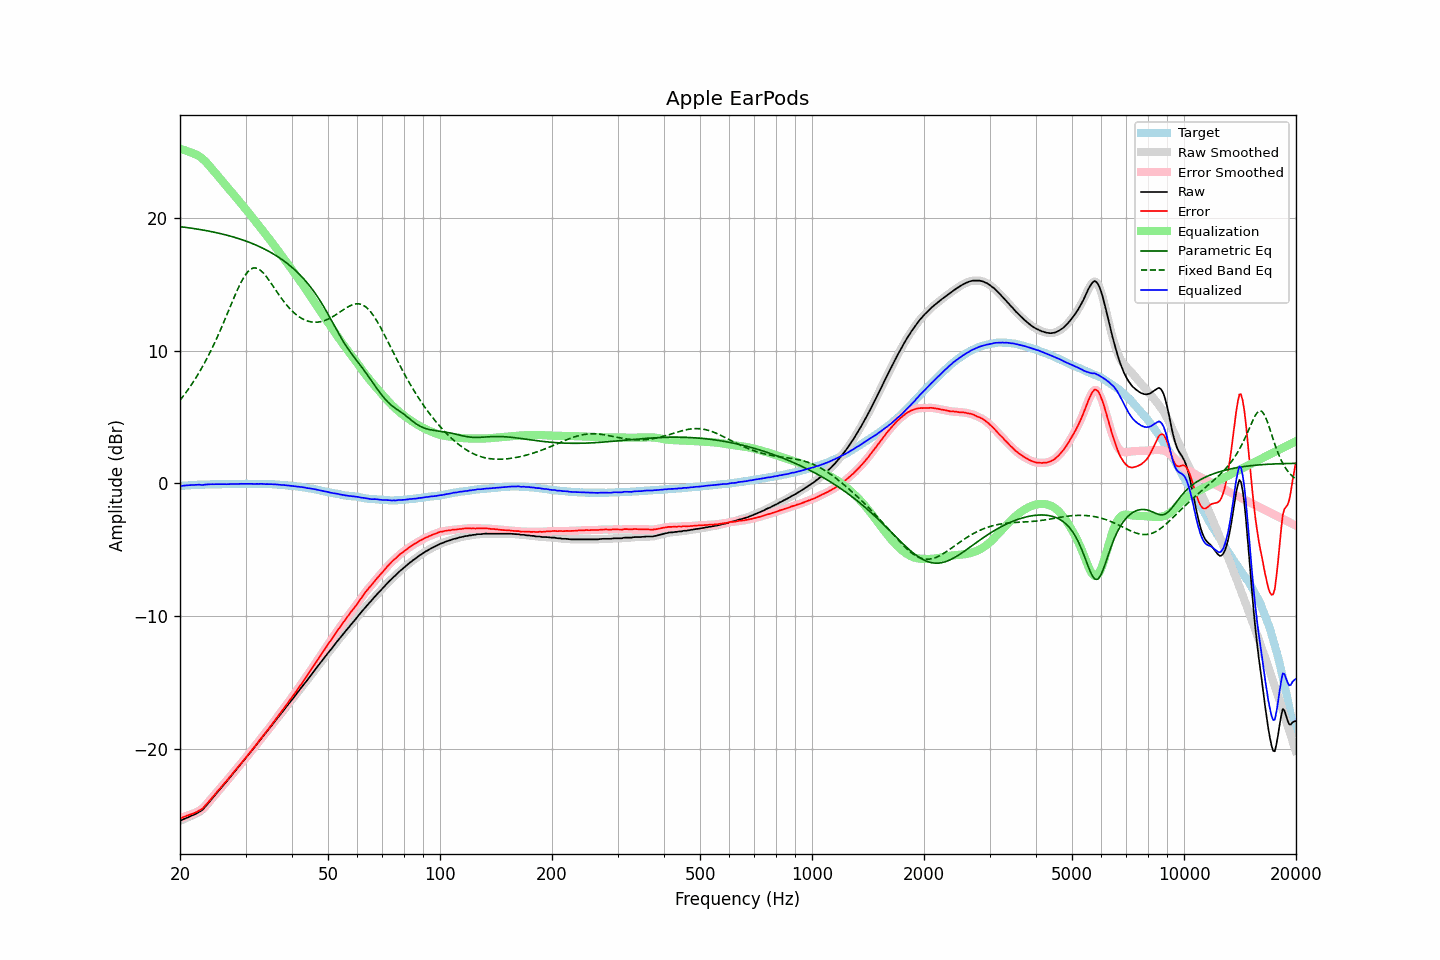 Apple EarPods
Target
Raw Smoothed
Error Smoothed
Raw
Error
Equalization
Parametric Eq
Fixed Band Eq
Equalized
20
10
0
−10
−20
Amplitude (dBr)
20
50
100
200
500
1000
2000
5000
10000
20000
Frequency (Hz)